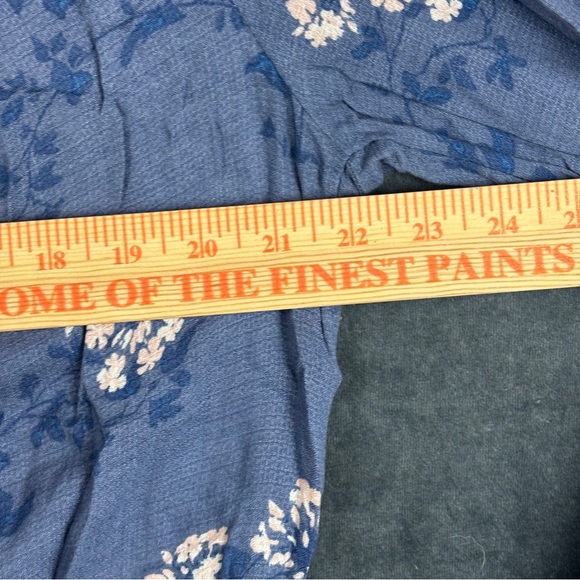 18 19 20 21 22 23 24
OME OF THE FINEST PAINTS